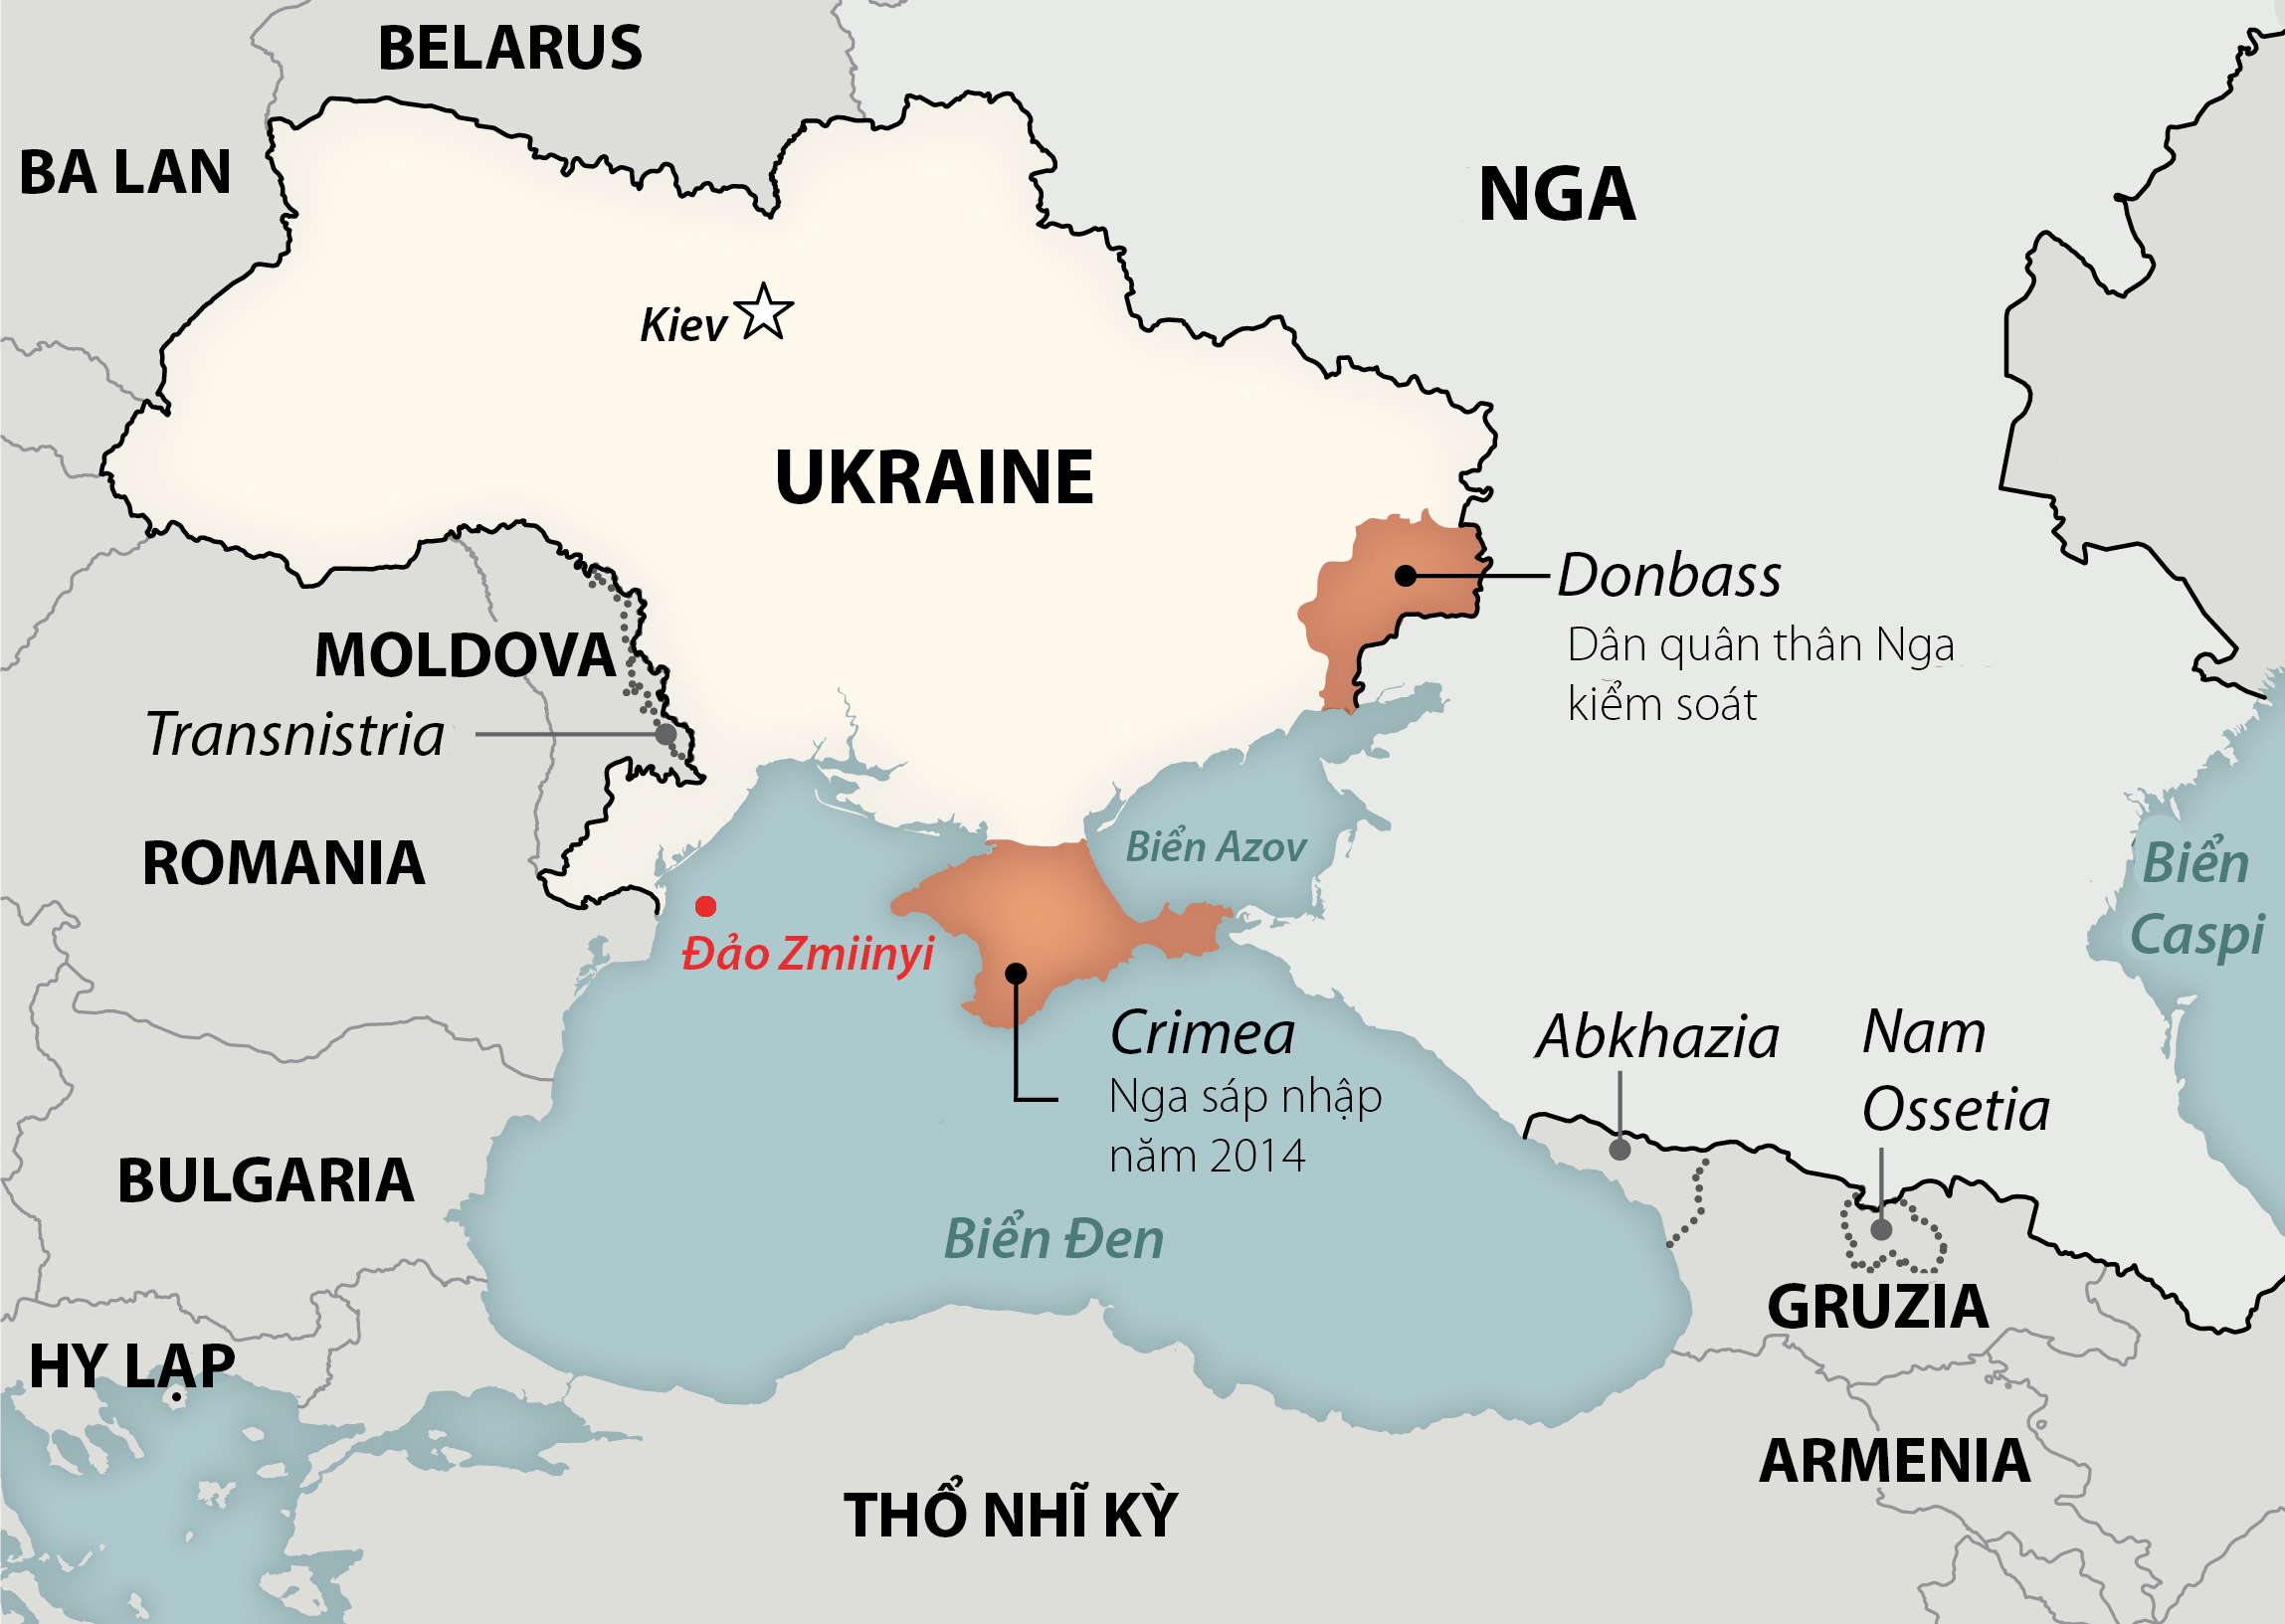 BELARUS
BA LAN
NGA
Kiev
UKRAINE
Donbass
Dân quân thân Nga
kiểm soát
MOLDOVA
Transnistria
ROMANIA
Biển Azov
Biển
Caspi
Đảo Zmiinyi
Crimea
Nga sáp nhập
năm 2014
Abkhazia
Nam
Ossetia
BULGARIA
Biển Đen
GRUZIA
HY LẠP
ARMENIA
THỔ NHĨ KỲ